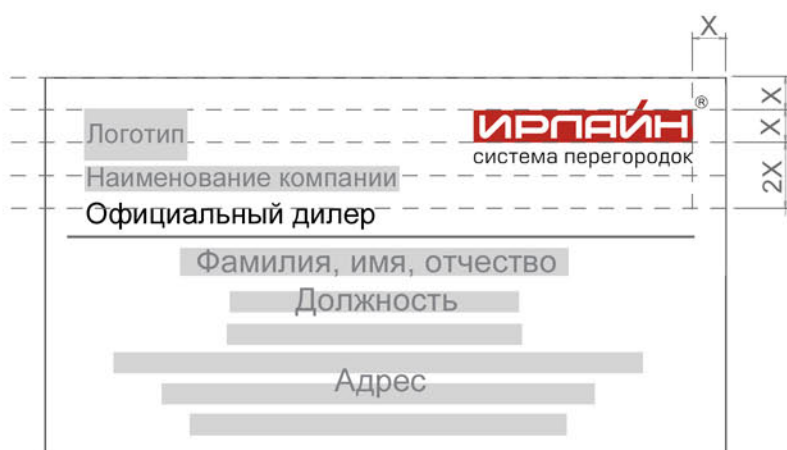 X
X
Логотип
ИРЛАЙН®
X
система перегородок
Наименование компании
2X
Официальный дилер
Фамилия, имя, отчество
Должность
Адрес